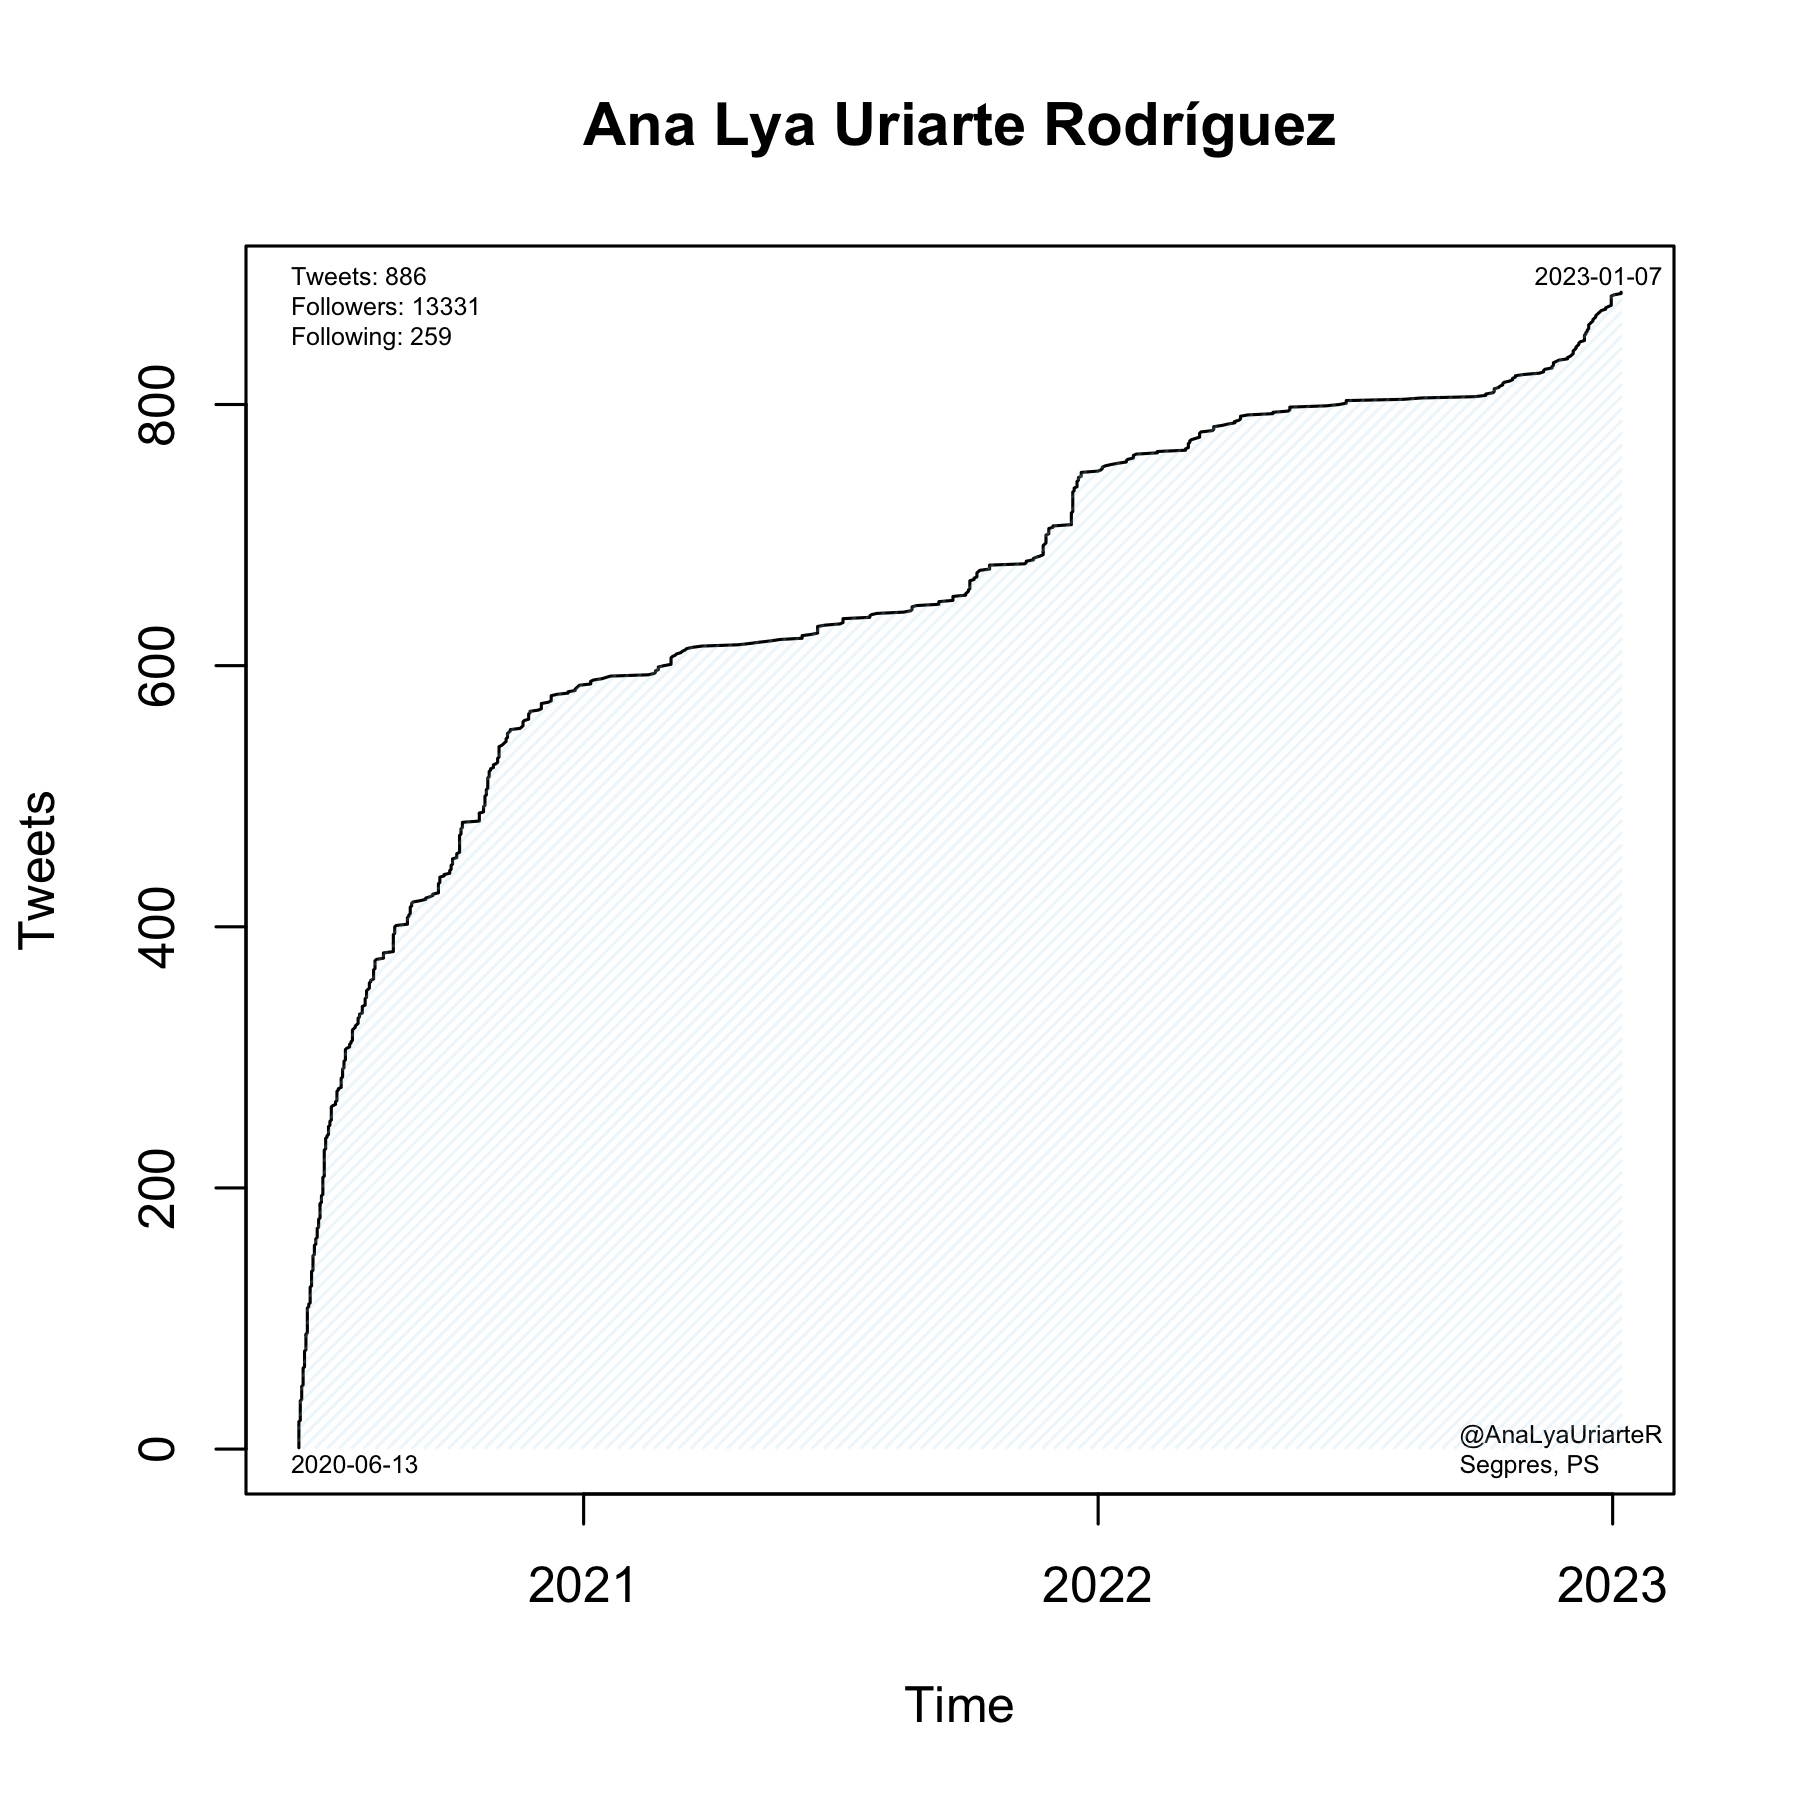 Ana Lya Uriarte Rodríguez
Tweets: 886
Followers: 13331
Following: 259
2023-01-07
800
600
400
200
0
Tweets
@AnaLyaUriarteR
Segpres, PS
2020-06-13
2021
2022
2023
Time